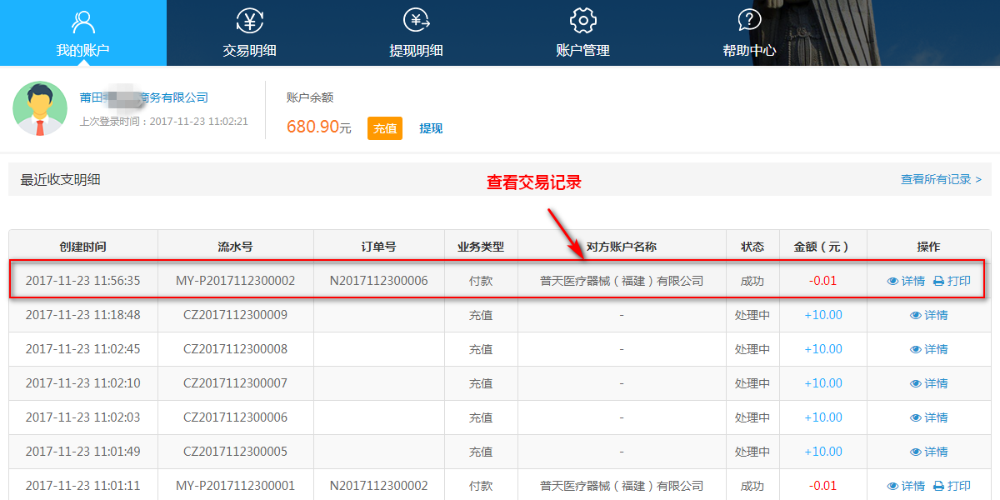 我的账户 交易明细 提现明细 账户管理 帮助中心
莆田 商务有限公司 账户余额
上次登录时间：2017-11-23 11:02:21 680.90元 充值 提现
最近收支明细 查看交易记录 查看所有记录 >
创建时间 流水号 订单号 业务类型 对方账户名称 状态 金额（元） 操作
2017-11-23 11:56:35 MY-P2017112300002 N2017112300006 付款 普天医疗器械（福建）有限公司 成功 -0.01 详情 打印
2017-11-23 11:18:48 CZ2017112300009 充值 - 处理中 +10.00 详情
2017-11-23 11:02:45 CZ2017112300008 充值 - 处理中 +10.00 详情
2017-11-23 11:02:10 CZ2017112300007 充值 - 处理中 +10.00 详情
2017-11-23 11:02:03 CZ2017112300006 充值 - 处理中 +10.00 详情
2017-11-23 11:01:49 CZ2017112300005 充值 - 处理中 +10.00 详情
2017-11-23 11:01:11 MY-P2017112300001 N2017112300002 付款 普天医疗器械（福建）有限公司 成功 -0.01 详情 打印